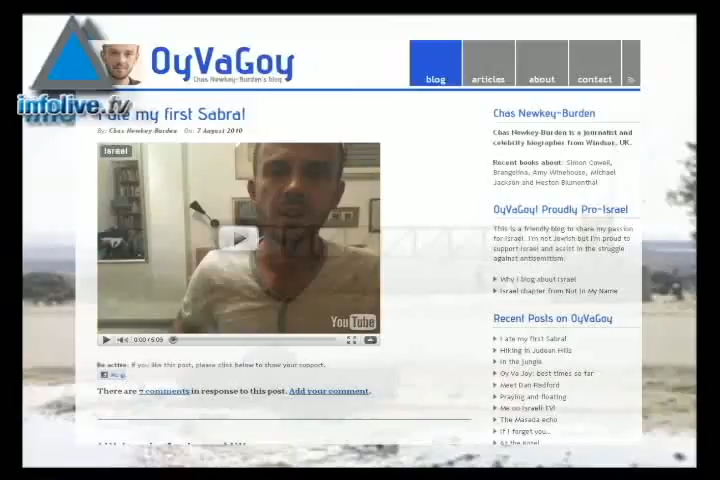 OyVaGoy
Chas Newkey-Burden's blog
blog
articles
about
contact
infolive.tv
I ate my first Sabra!
By: Chas Newkey-Burden On: 7 August 2010
Israel
YouTube
0:00 / 5:05
Be active: If you like this post, please click below to show your support.
There are 7 comments in response to this post. Add your comment.
Chas Newkey-Burden
Chas Newkey-Burden is a journalist and
celebrity biographer from Windsor, UK.
Recent books about: Simon Cowell,
Brangelina, Amy Winehouse, Michael
Jackson and Heston Blumenthal
OyVaGoy! Proudly Pro-Israel
This is a friendly blog to share my passion
for Israel. I'm not Jewish but I'm proud to
support Israel and assist in the struggle
against antisemitism.
Why I blog about Israel
Israel chapter from Not In My Name
Recent Posts on OyVaGoy
I ate my first Sabra!
Hiking in Judean Hills
In the jungle
Oy Va Joy: best times so far
Meet Dan Redford
Praying and floating
Me on Israeli TV!
The Masada echo
If I forget you...
At the Kotel